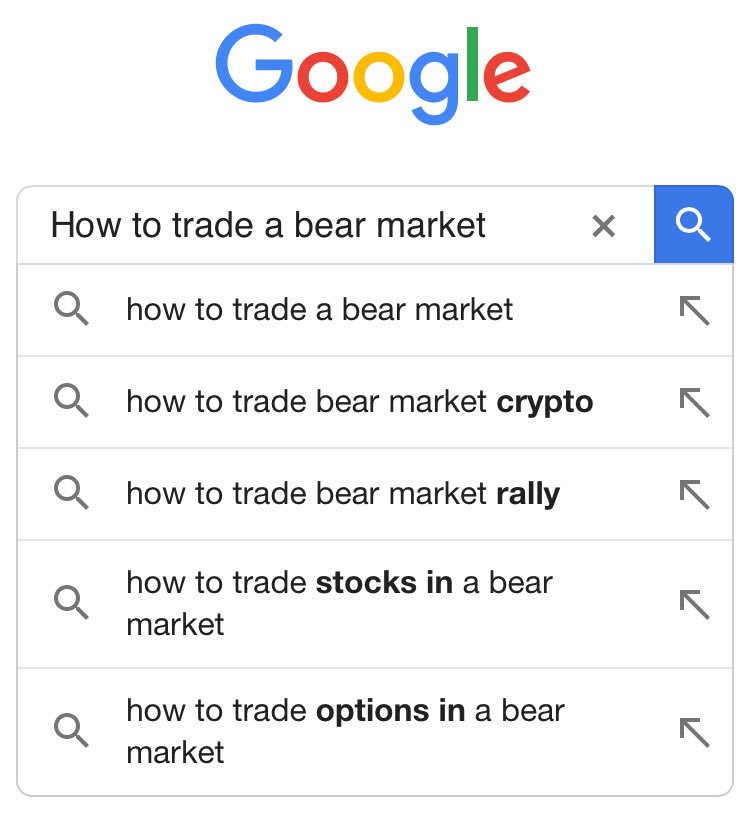 Google
How to trade a bear market
how to trade a bear market
how to trade bear market crypto
how to trade bear market rally
how to trade stocks in a bear
market
how to trade options in a bear
market